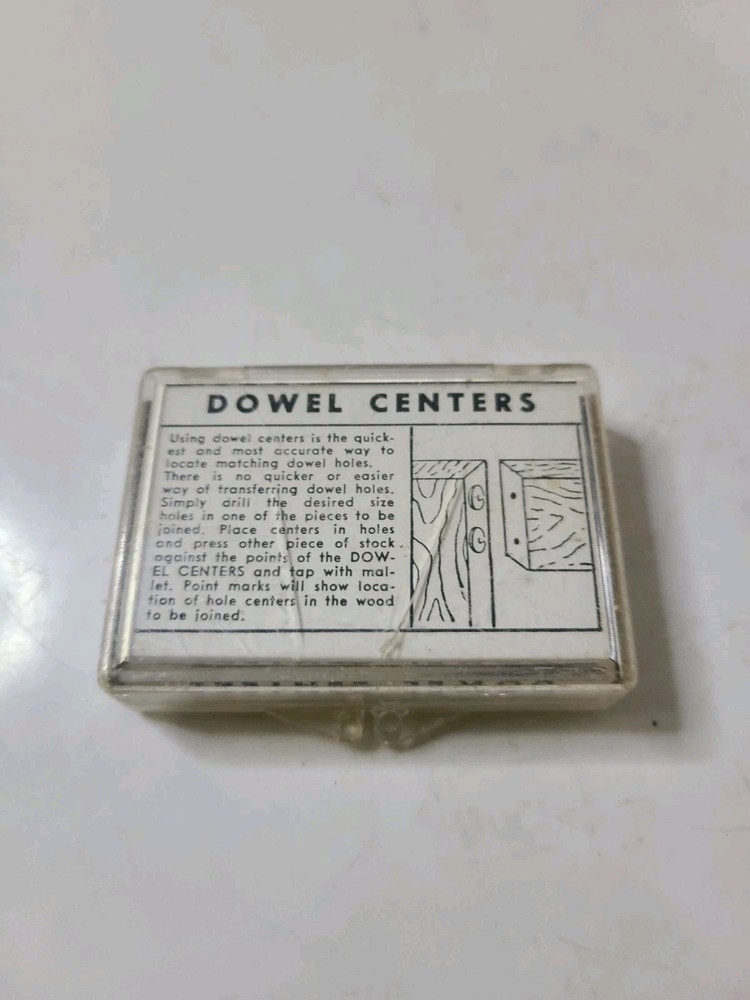 DOWEL CENTERS
Using dowel centers is the quick-
est and most accurate way to
locate matching dowel holes.
There is no quicker or easier
way of transferring dowel holes.
Simply drill the desired size
holes in one of the pieces to be
joined. Place centers in holes
and press other piece of stock
against the points of the DOW-
EL CENTERS and tap with mal-
let. Point marks will show loca-
tion of hole centers in the wood
to be joined.